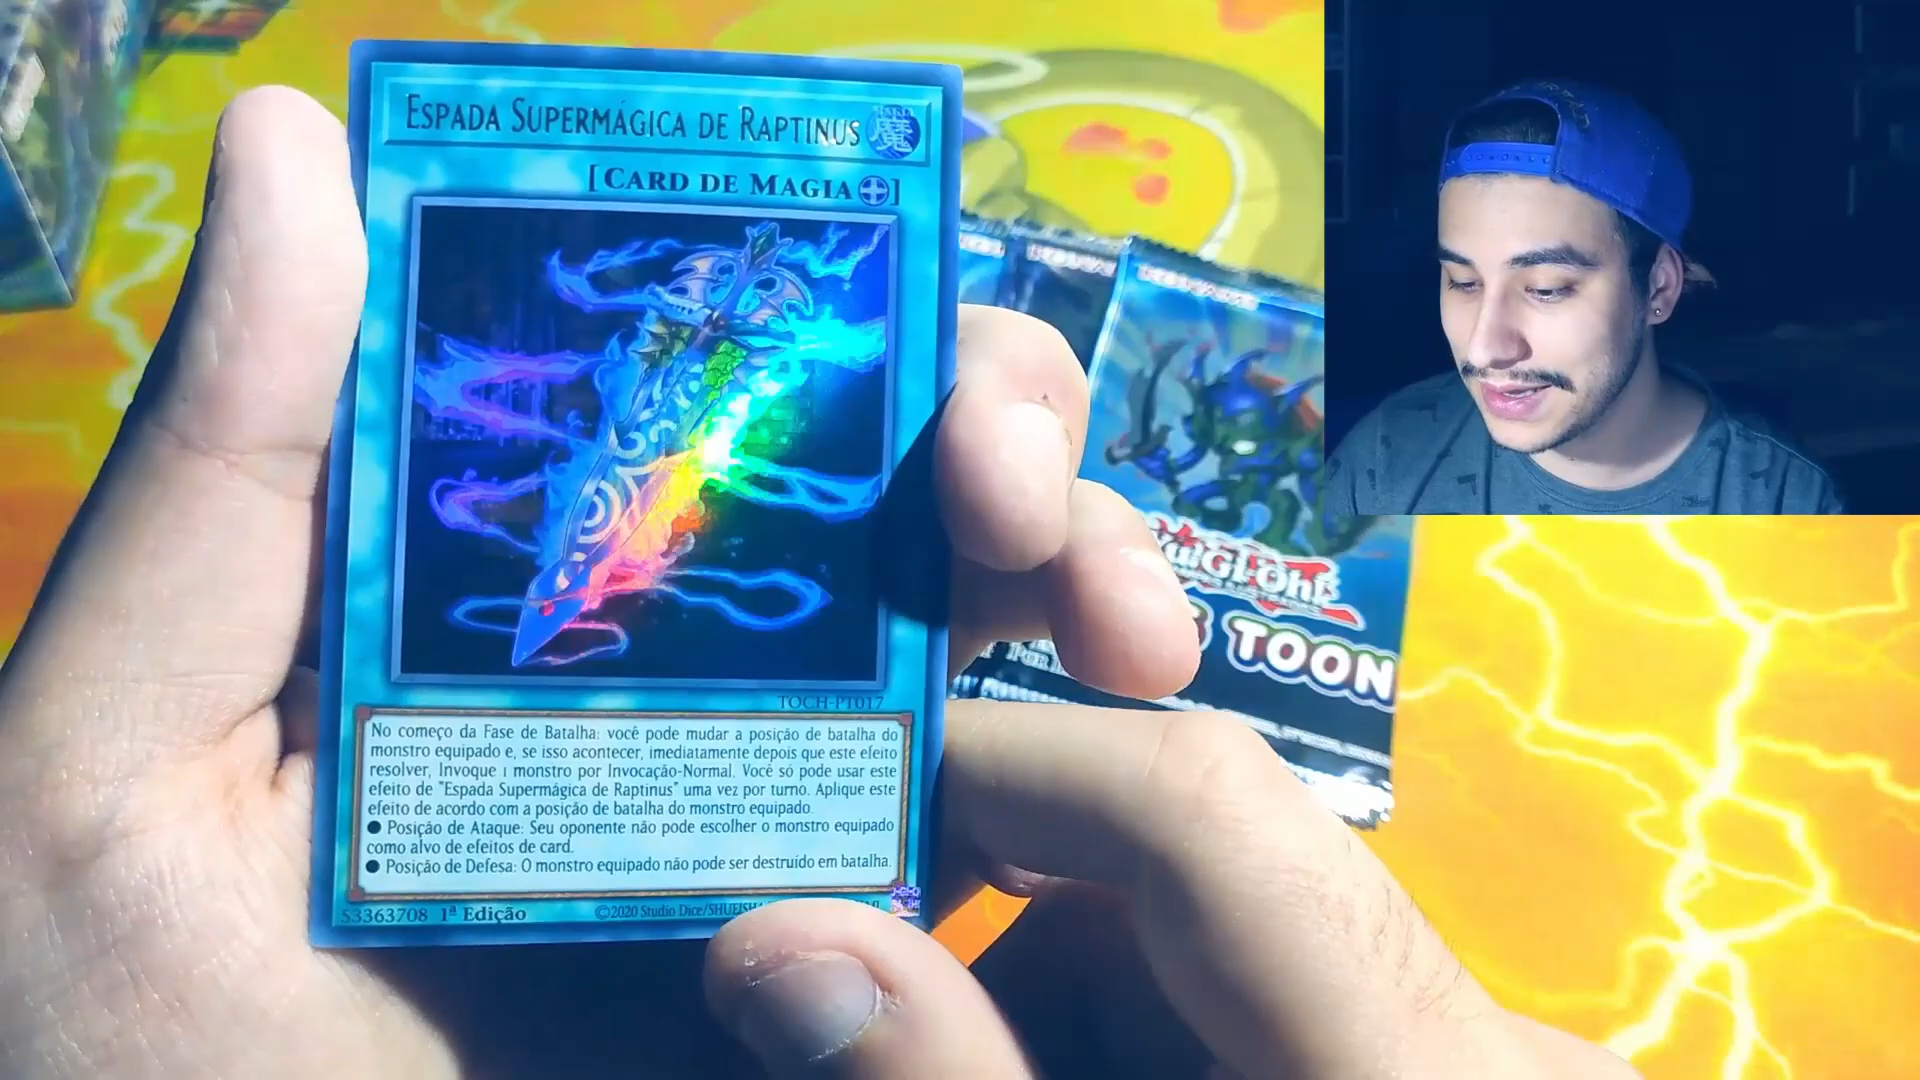 ESPADA SUPERMÁGICA DE RAPTINUS 魔
[CARD DE MAGIA]
TOCH-PT017
No começo da Fase de Batalha: você pode mudar a posição de batalha do
monstro equipado e, se isso acontecer, imediatamente depois que este efeito
resolver, Invoque 1 monstro por Invocação-Normal. Você só pode usar este
efeito de "Espada Supermágica de Raptinus" uma vez por turno. Aplique este
efeito de acordo com a posição de batalha do monstro equipado.
● Posição de Ataque: Seu oponente não pode escolher o monstro equipado
como alvo de efeitos de card.
● Posição de Defesa: O monstro equipado não pode ser destruído em batalha.
53363708 1ª Edição ©2020 Studio Dice/SHUEISHA
Yu-Gi-Oh!
TOON